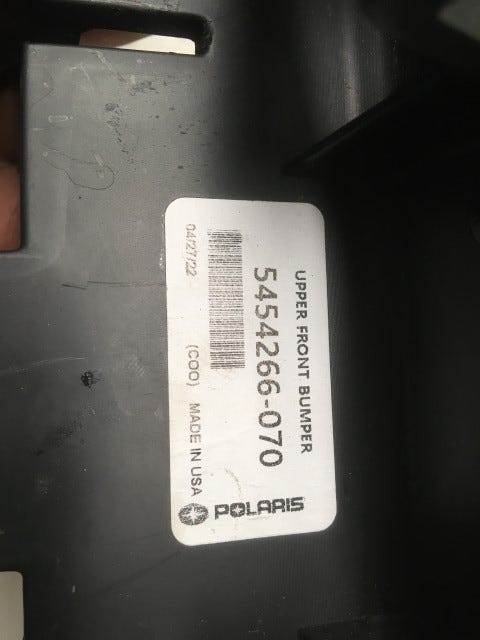 UPPER FRONT BUMPER
5454266-070
04/27/22
(COO) MADE IN USA
POLARIS